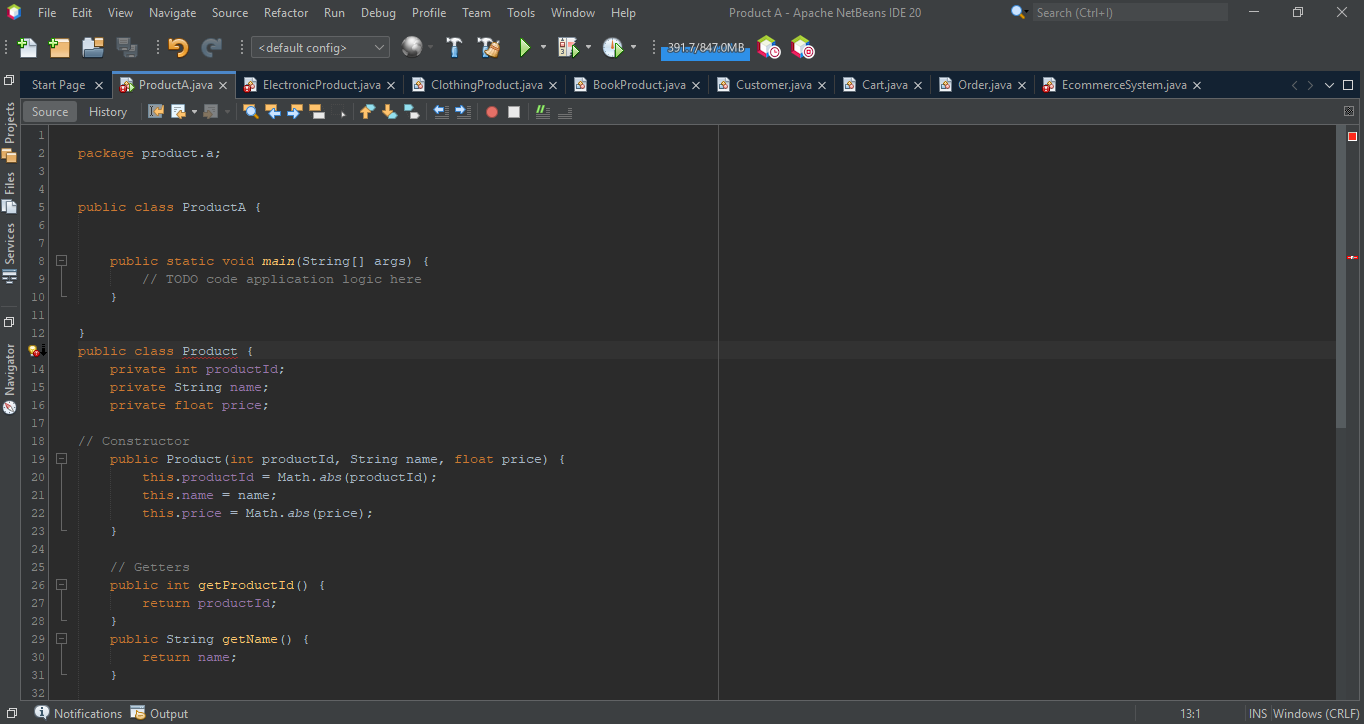 File Edit View Navigate Source Refactor Run Debug Profile Team Tools Window Help Product A - Apache NetBeans IDE 20 Search (Ctrl+I)
<default config> 391.7/847.0MB
Start Page ProductA.java ElectronicProduct.java ClothingProduct.java BookProduct.java Customer.java Cart.java Order.java EcommerceSystem.java
Source History
Projects
Files
Services
Navigator
1
2 package product.a;
3
4
5 public class ProductA {
6
7
8 public static void main(String[] args) {
9 // TODO code application logic here
10 }
11
12 }
public class Product {
14 private int productId;
15 private String name;
16 private float price;
17
18 // Constructor
19 public Product(int productId, String name, float price) {
20 this.productId = Math.abs(productId);
21 this.name = name;
22 this.price = Math.abs(price);
23 }
24
25 // Getters
26 public int getProductId() {
27 return productId;
28 }
29 public String getName() {
30 return name;
31 }
32
Notifications Output 13:1 INS Windows (CRLF)